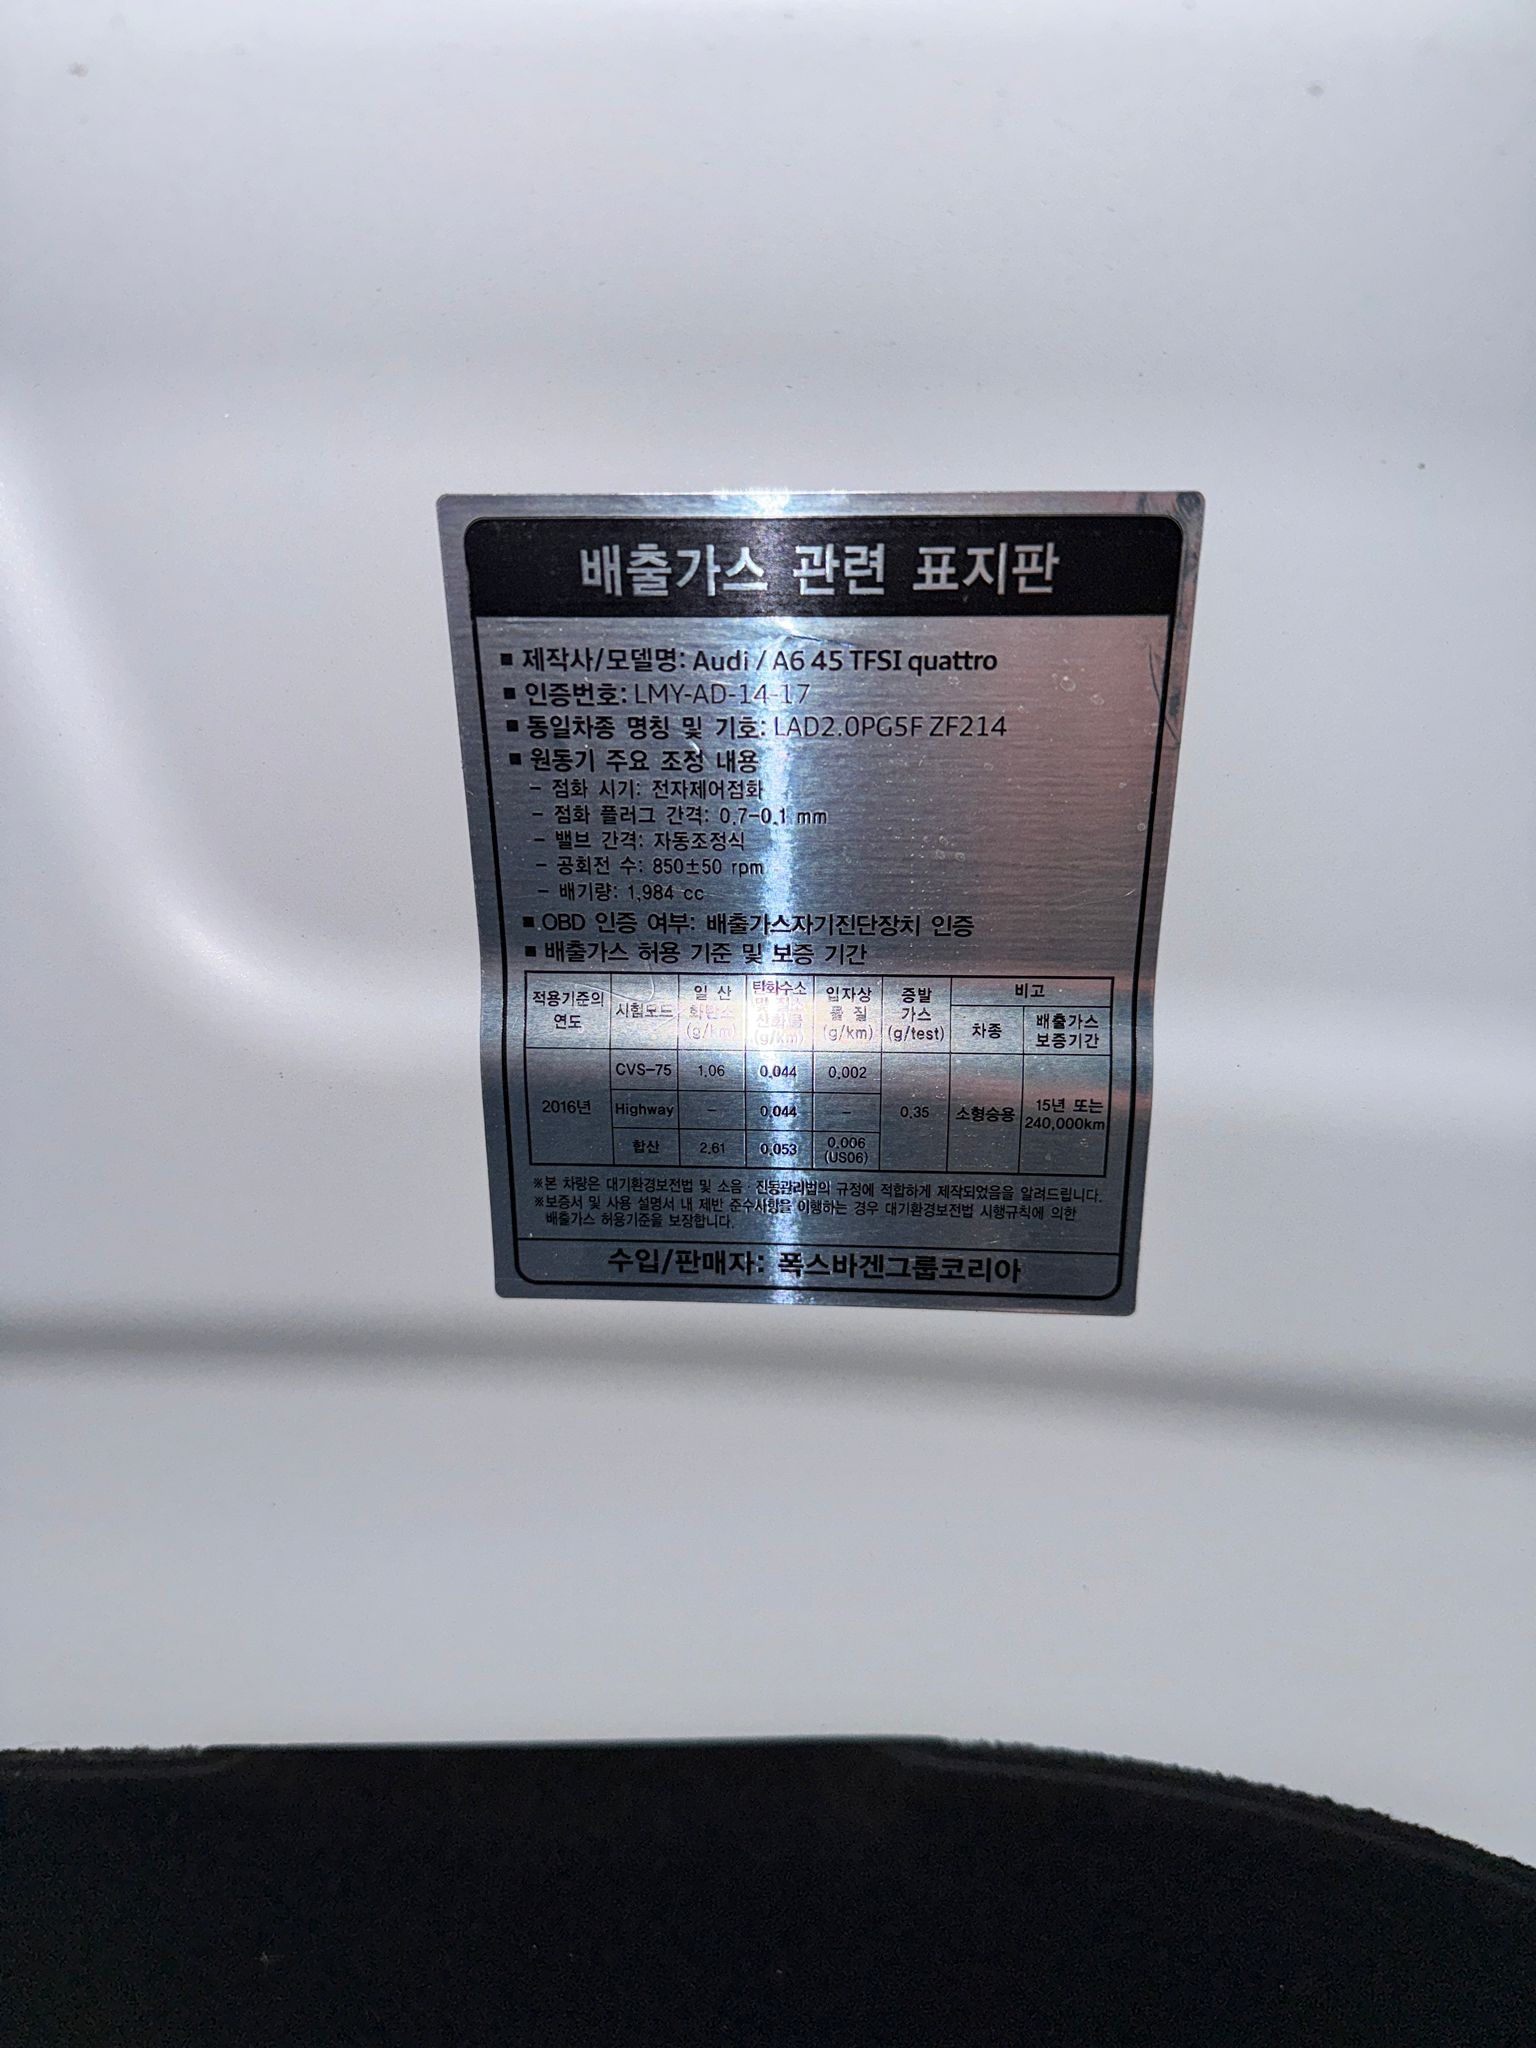 배출가스 관련 표지판
■ 제작사/모델명: Audi / A6 45 TFSI quattro
■ 인증번호: LMY-AD-14-17
■ 동일차종 명칭 및 기호: LAD2.0PG5F ZF214
■ 원동기 주요 조정 내용
- 점화 시기: 전자제어점화
- 점화 플러그 간격: 0.7-0.1 mm
- 밸브 간격: 자동조정식
- 공회전 수: 850±50 rpm
- 배기량: 1,984 cc
■ OBD 인증 여부: 배출가스자기진단장치 인증
■ 배출가스 허용 기준 및 보증 기간
적용기준의 연도 시험모드 일산화탄소 (g/km) 탄화수소 및 질소산화물 (g/km) 입자상물질 (g/km) 증발가스 (g/test) 비고
차종 배출가스 보증기간
CVS-75 1.06 0.044 0.002
2016년 Highway - 0.044 - 0.35 소형승용 15년 또는 240,000km
합산 2.61 0.053 0.006 (US06)
※본 차량은 대기환경보전법 및 소음·진동관리법의 규정에 적합하게 제작되었음을 알려드립니다.
※보증서 및 사용 설명서 내 제반 준수사항을 이행하는 경우 대기환경보전법 시행규칙에 의한
배출가스 허용기준을 보장합니다.
수입/판매자: 폭스바겐그룹코리아